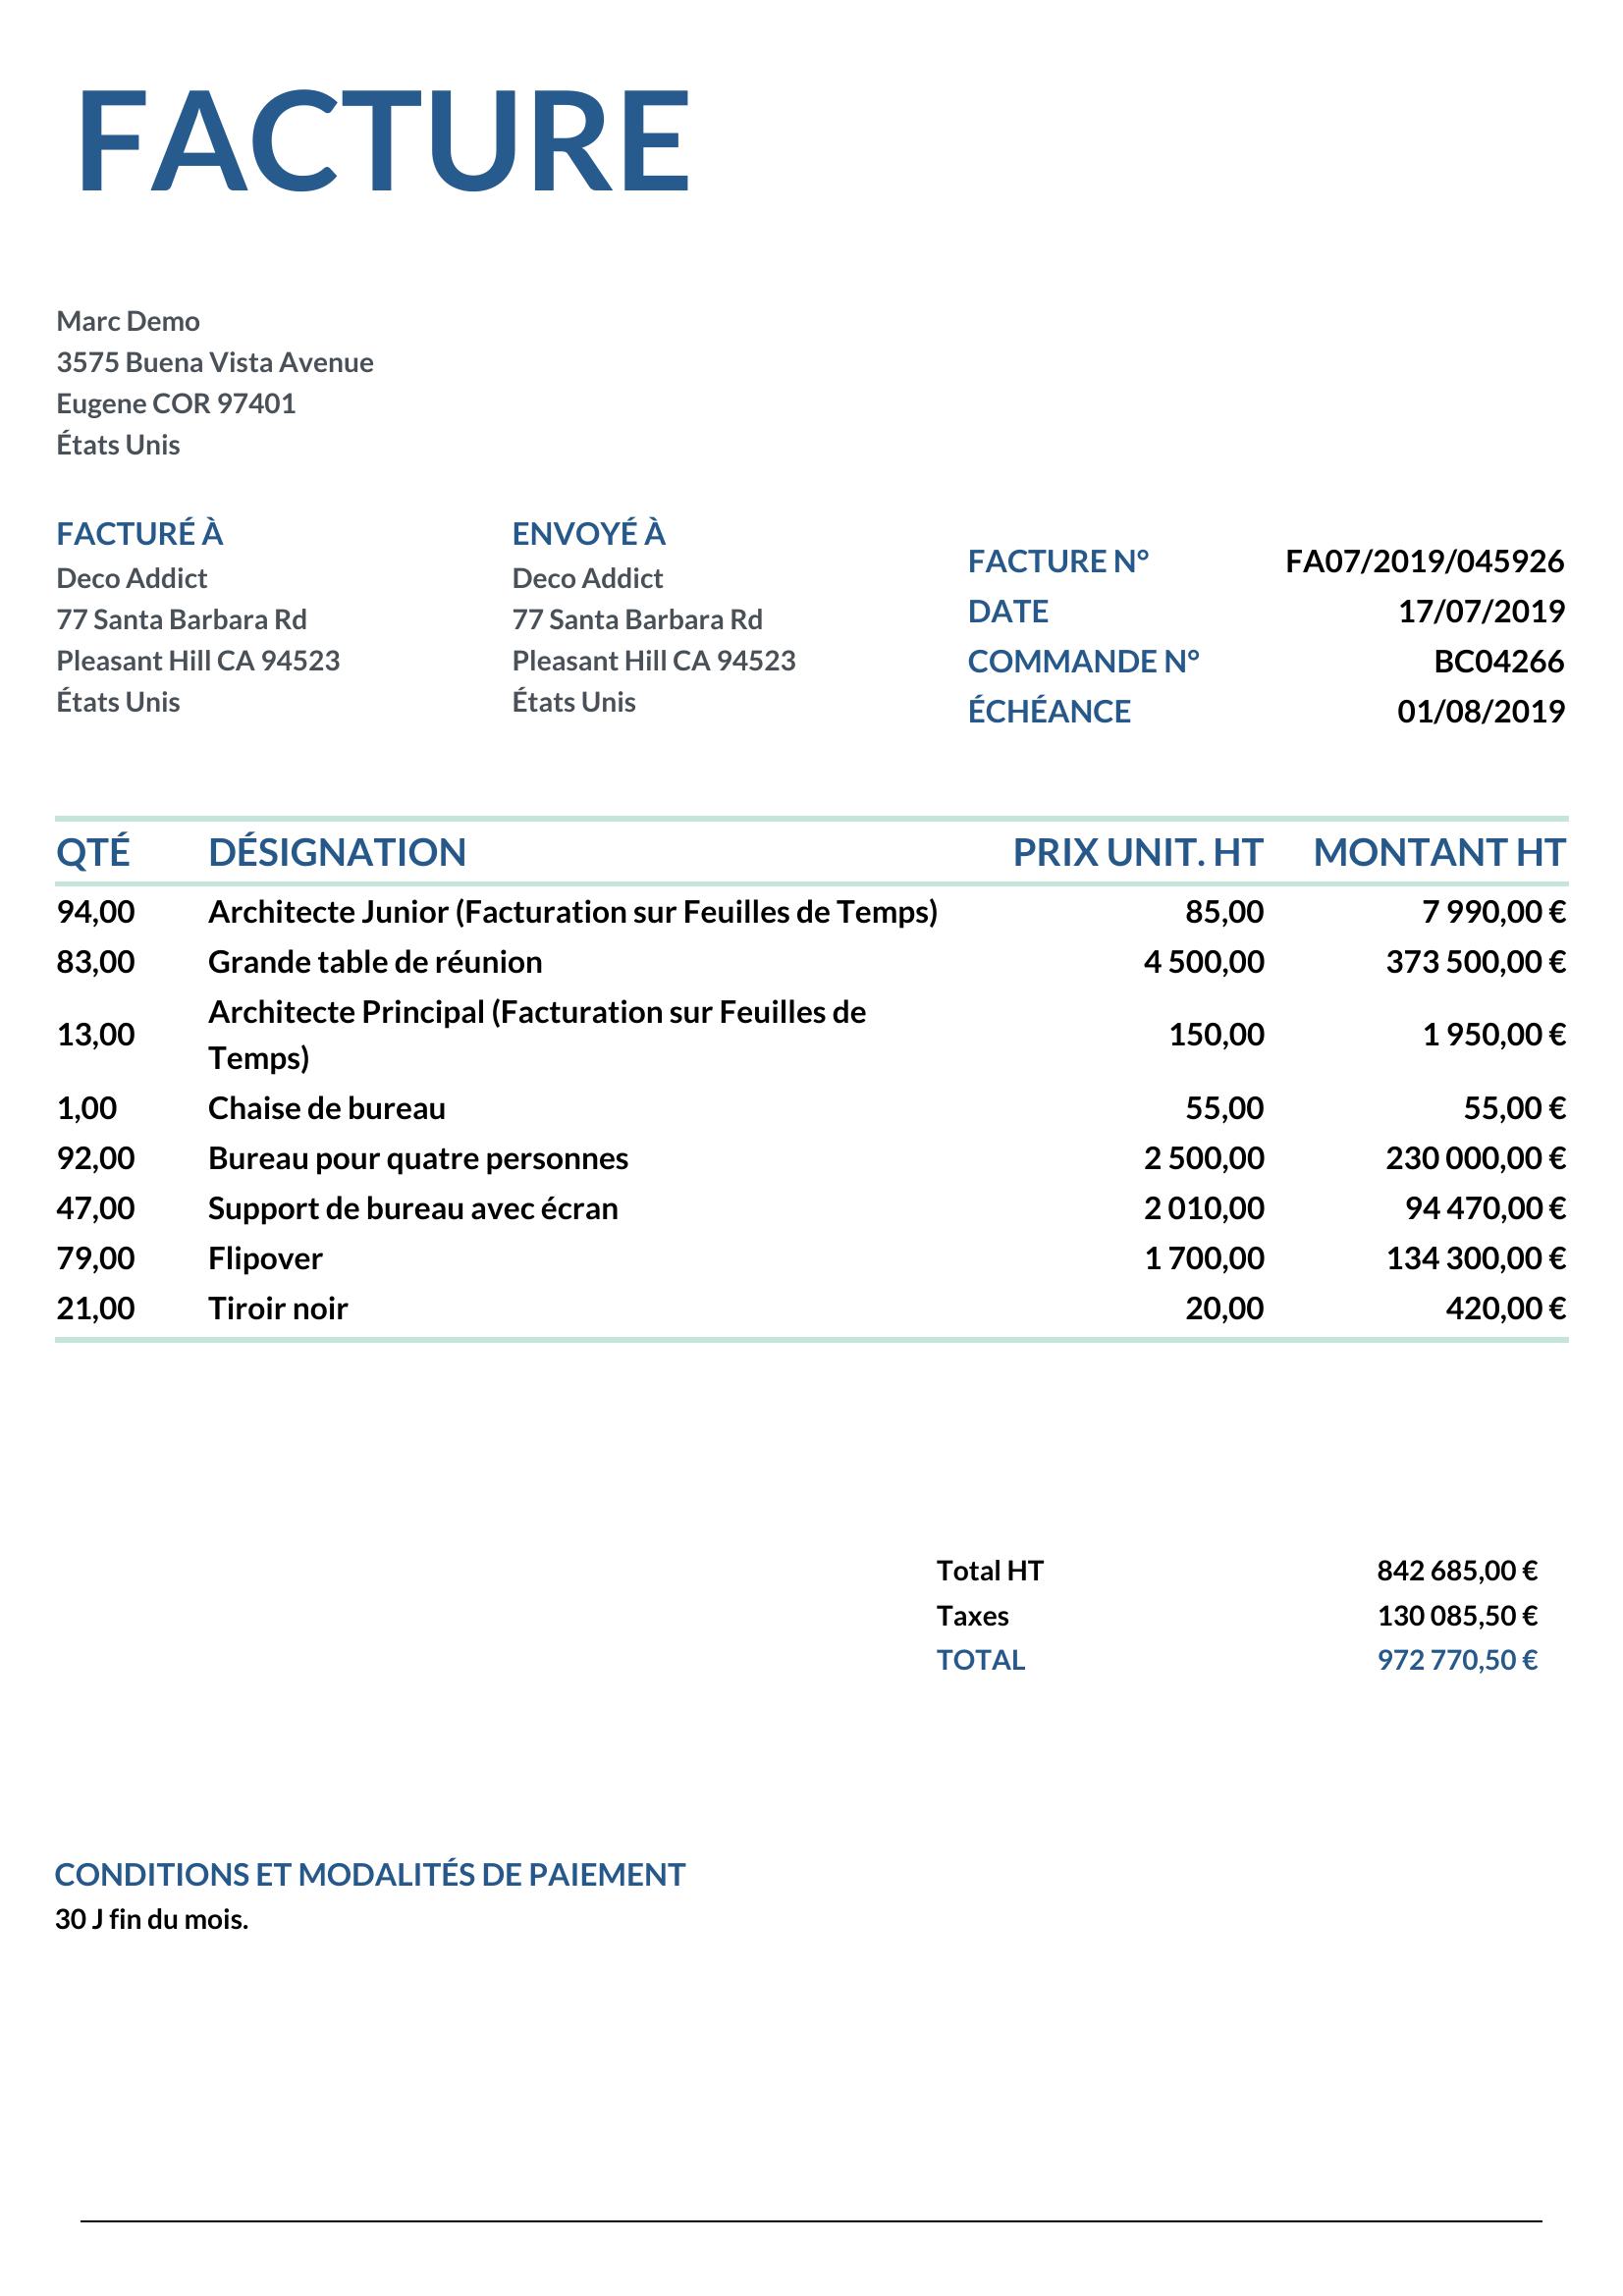 FACTURE
Marc Demo
3575 Buena Vista Avenue
Eugene COR 97401
États Unis
FACTURÉ À
Deco Addict
77 Santa Barbara Rd
Pleasant Hill CA 94523
États Unis
ENVOYÉ À
Deco Addict
77 Santa Barbara Rd
Pleasant Hill CA 94523
États Unis
FACTURE N° FA07/2019/045926
DATE 17/07/2019
COMMANDE N° BC04266
ÉCHÉANCE 01/08/2019
QTÉ DÉSIGNATION PRIX UNIT. HT MONTANT HT
94,00 Architecte Junior (Facturation sur Feuilles de Temps) 85,00 7 990,00 €
83,00 Grande table de réunion 4 500,00 373 500,00 €
13,00 Architecte Principal (Facturation sur Feuilles de
Temps) 150,00 1 950,00 €
1,00 Chaise de bureau 55,00 55,00 €
92,00 Bureau pour quatre personnes 2 500,00 230 000,00 €
47,00 Support de bureau avec écran 2 010,00 94 470,00 €
79,00 Flipover 1 700,00 134 300,00 €
21,00 Tiroir noir 20,00 420,00 €
Total HT 842 685,00 €
Taxes 130 085,50 €
TOTAL 972 770,50 €
CONDITIONS ET MODALITÉS DE PAIEMENT
30 J fin du mois.